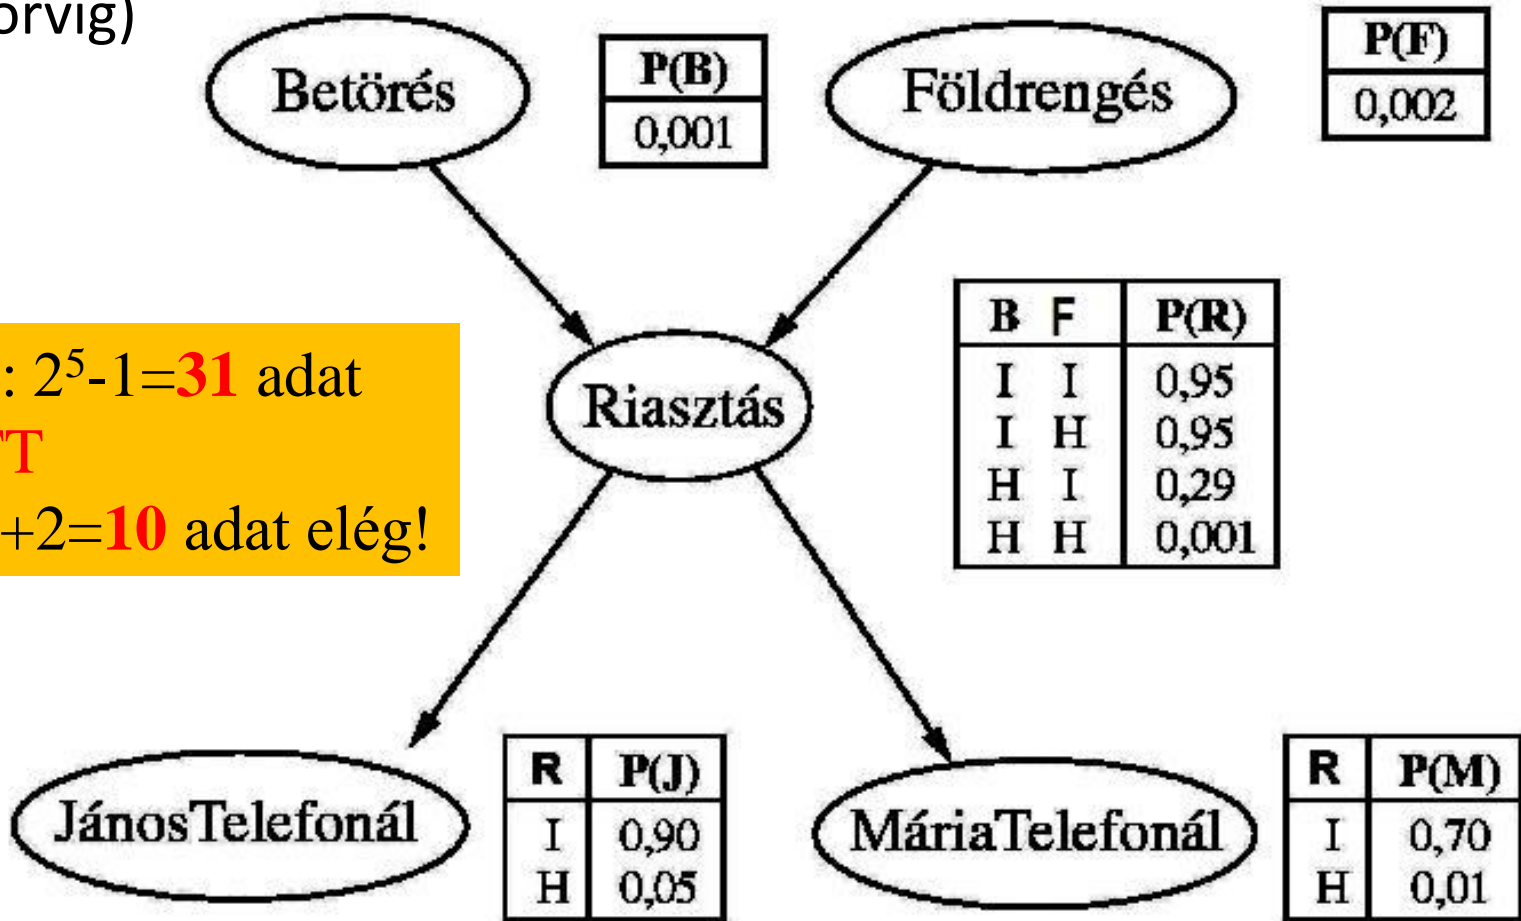 orvig)
Betörés
P(B)
0,001
Földrengés
P(F)
0,002
: 2⁵-1=31 adat
TT
+2=10 adat elég!
Riasztás
B F P(R)
I I 0,95
I H 0,95
H I 0,29
H H 0,001
JánosTelefonál
R P(J)
I 0,90
H 0,05
MáriaTelefonál
R P(M)
I 0,70
H 0,01